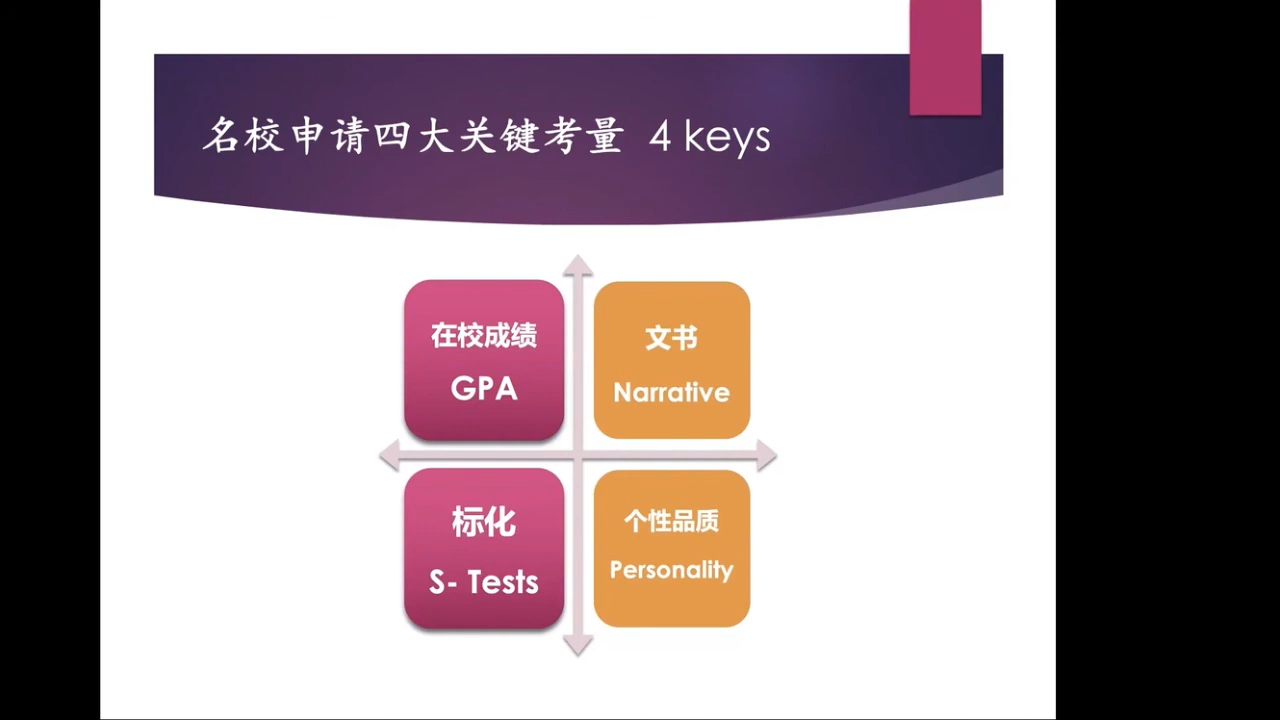 名校申请四大关键考量 4 keys
在校成绩
GPA
文书
Narrative
标化
S- Tests
个性品质
Personality